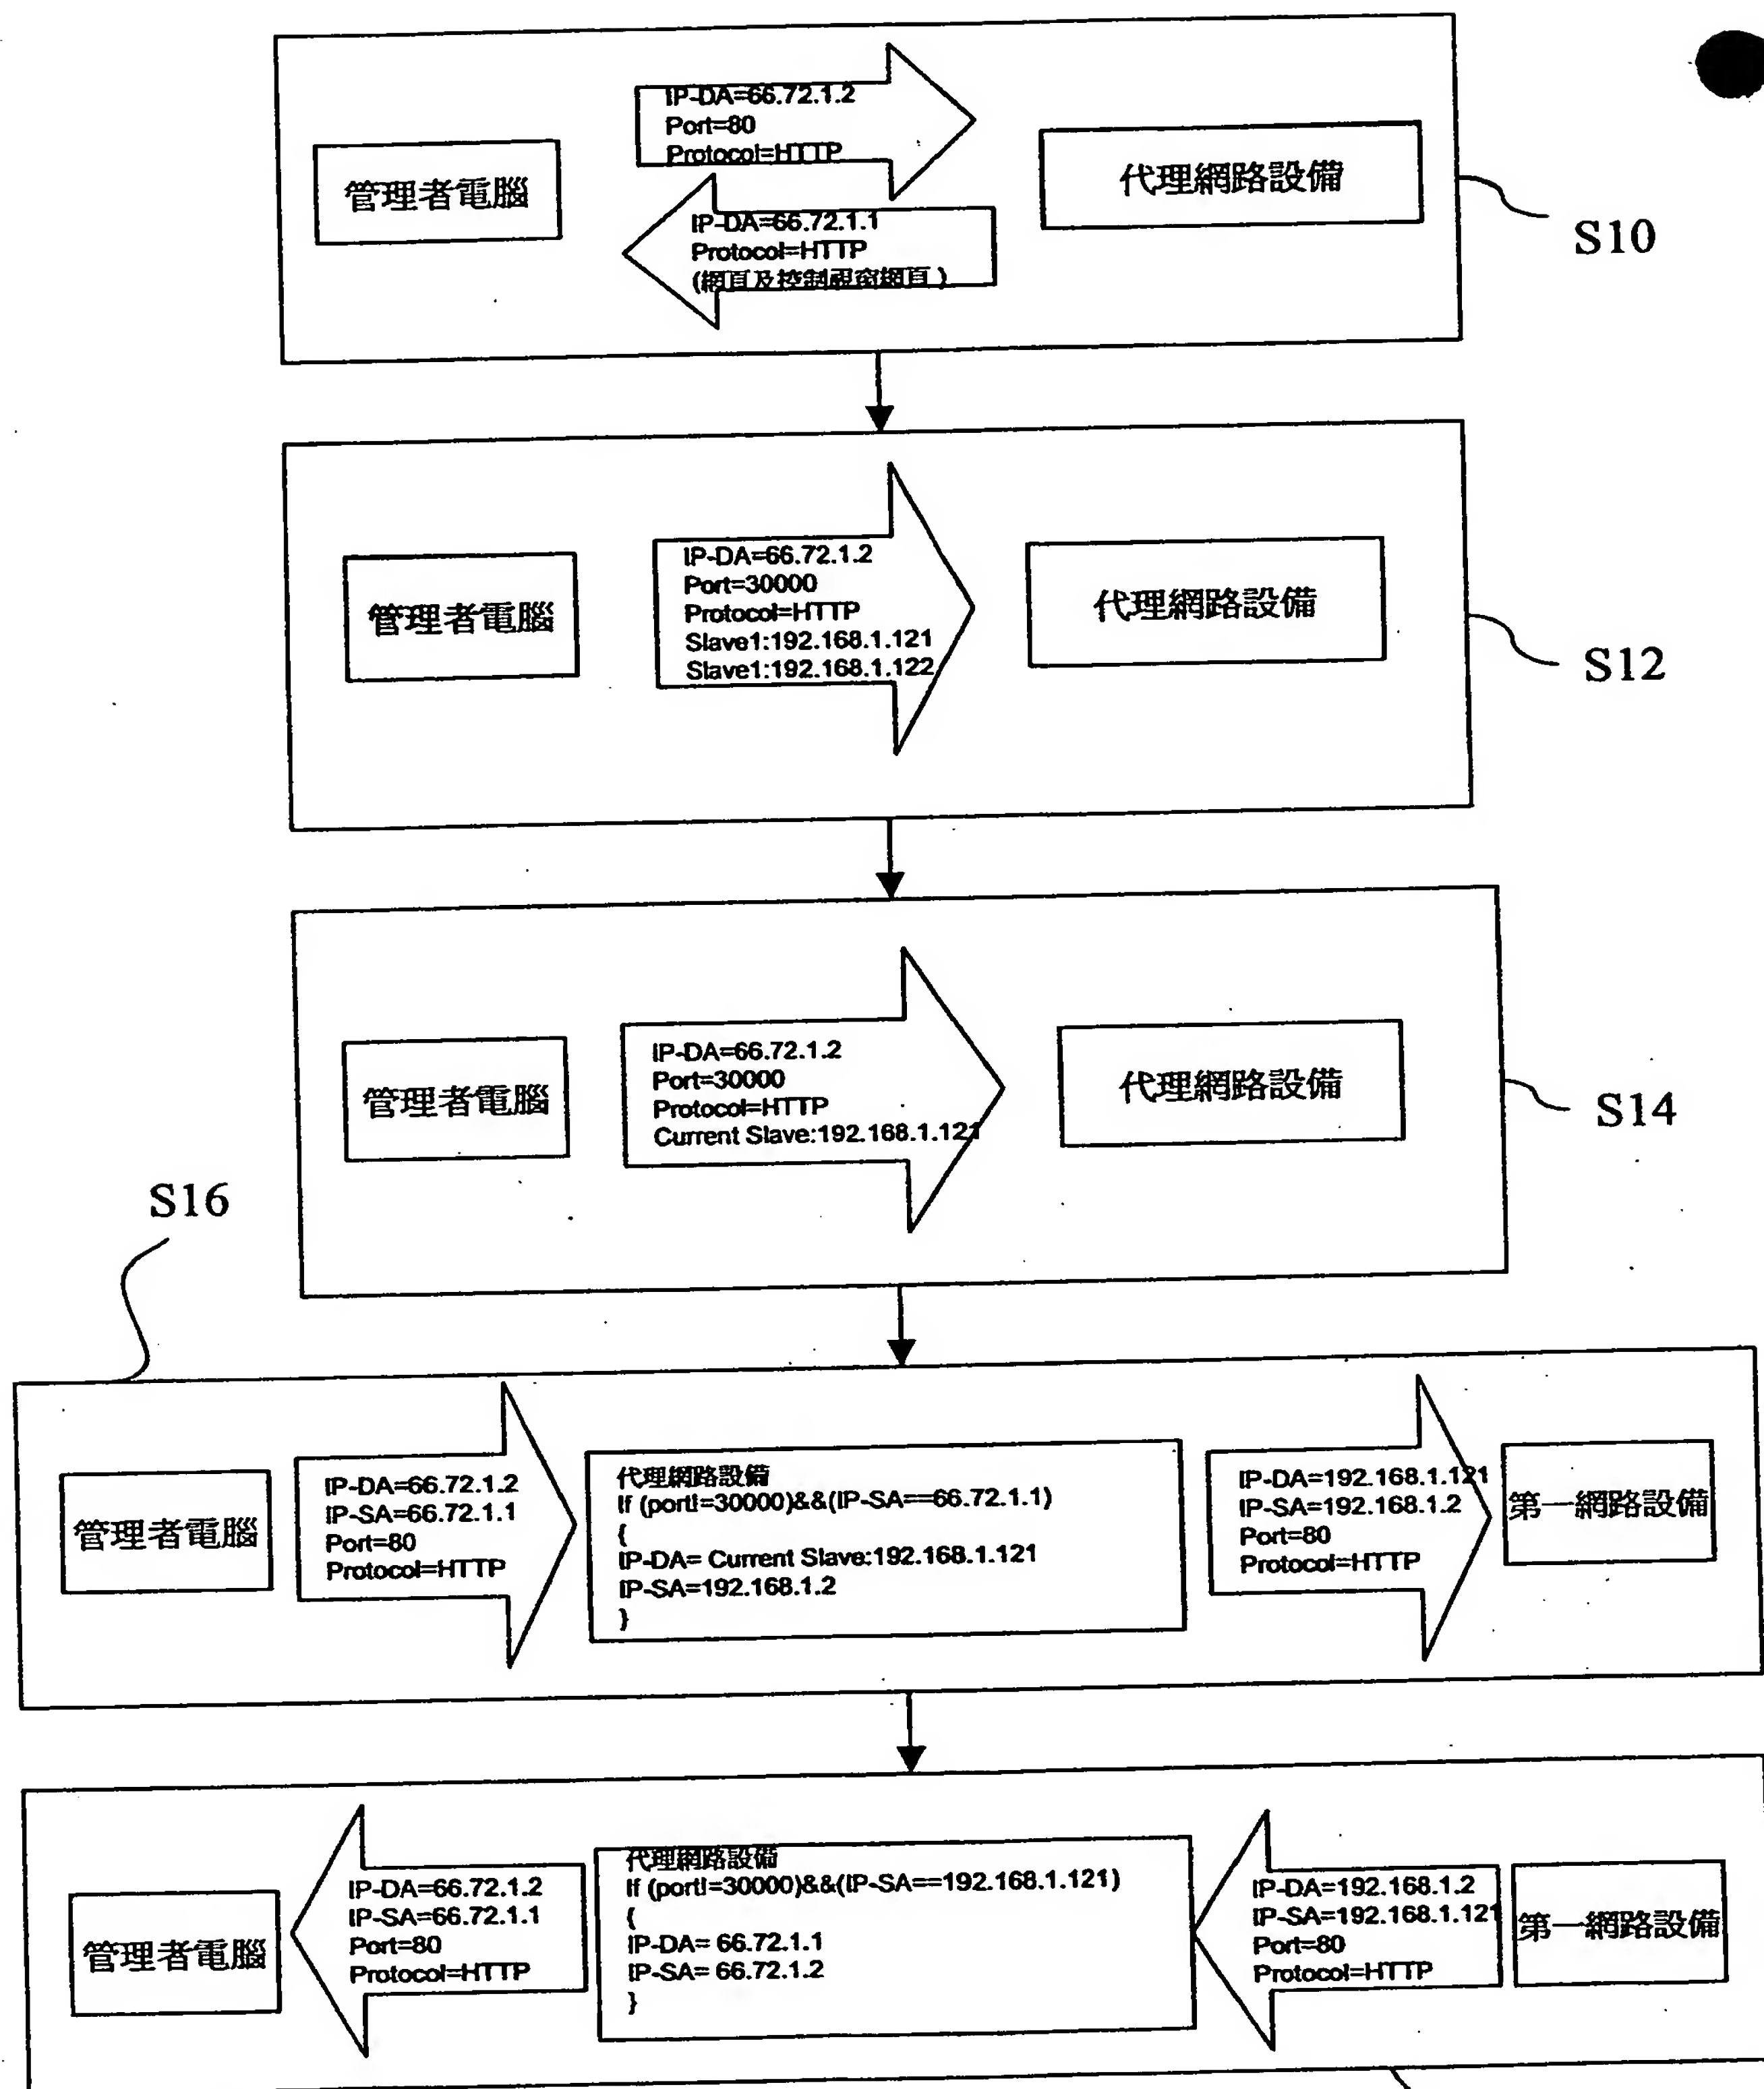 管理者電腦
IP-DA=66.72.1.2
Port=80
Protocol=HTTP
IP-DA=66.72.1.1
Protocol=HTTP
(網頁及控制視窗網頁)
代理網路設備
S10
管理者電腦
IP-DA=66.72.1.2
Port=30000
Protocol=HTTP
Slave1:192.168.1.121
Slave1:192.168.1.122
代理網路設備
S12
管理者電腦
IP-DA=66.72.1.2
Port=30000
Protocol=HTTP
Current Slave:192.168.1.121
代理網路設備
S14
S16
管理者電腦
IP-DA=66.72.1.2
IP-SA=66.72.1.1
Port=80
Protocol=HTTP
代理網路設備
If (port!=30000)&&(IP-SA==66.72.1.1)
{
IP-DA= Current Slave:192.168.1.121
IP-SA=192.168.1.2
}
IP-DA=192.168.1.121
IP-SA=192.168.1.2
Port=80
Protocol=HTTP
第一網路設備
管理者電腦
IP-DA=66.72.1.2
IP-SA=66.72.1.1
Port=80
Protocol=HTTP
代理網路設備
If (port!=30000)&&(IP-SA==192.168.1.121)
{
IP-DA= 66.72.1.1
IP-SA= 66.72.1.2
}
IP-DA=192.168.1.2
IP-SA=192.168.1.121
Port=80
Protocol=HTTP
第一網路設備